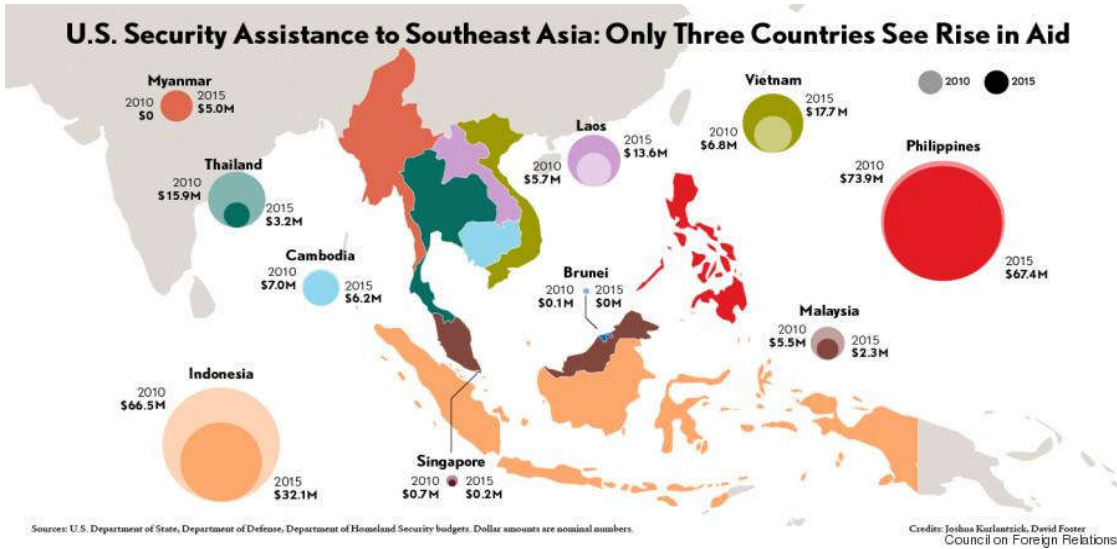 U.S. Security Assistance to Southeast Asia: Only Three Countries See Rise in Aid
2010
2015
Myanmar
2010
$0
2015
$5.0M
Thailand
2010
$15.9M
2015
$3.2M
Cambodia
2010
$7.0M
2015
$6.2M
Indonesia
2010
$66.5M
2015
$32.1M
Laos
2010
$5.7M
2015
$13.6M
Vietnam
2010
$6.8M
2015
$17.7M
Philippines
2010
$73.9M
2015
$67.4M
Brunei
2010
$0.1M
2015
$0M
Malaysia
2010
$5.5M
2015
$2.3M
Singapore
2010
$0.7M
2015
$0.2M
Sources: U.S. Department of State, Department of Defense, Department of Homeland Security budgets. Dollar amounts are nominal numbers.
Credits: Joshua Kurlantzick, David Foster
Council on Foreign Relations